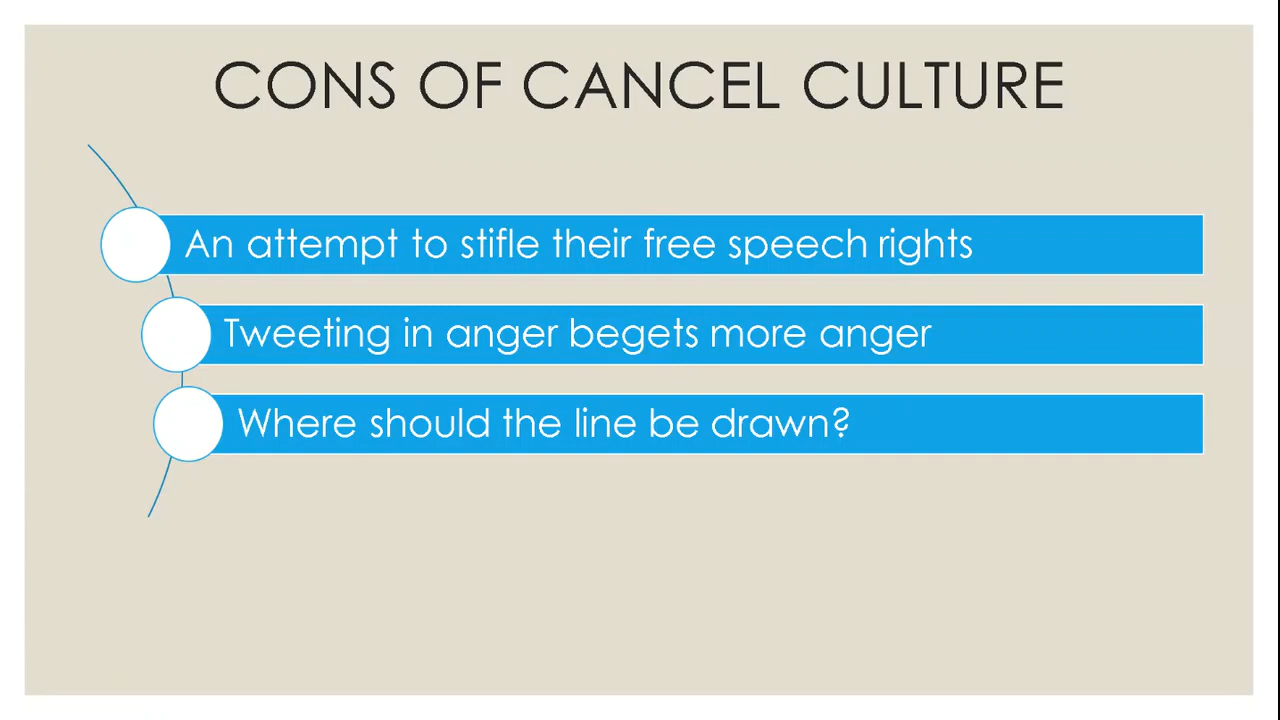 CONS OF CANCEL CULTURE
An attempt to stifle their free speech rights
Tweeting in anger begets more anger
Where should the line be drawn?